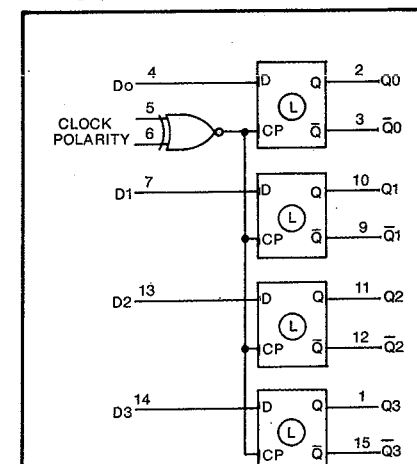 Do 4 D Q 2 Q0
L
5
CLOCK
POLARITY 6 CP Q̅ 3 Q̅0
D1 7 D Q 10 Q1
L
CP Q̅ 9 Q̅1
D2 13 D Q 11 Q2
L
CP Q̅ 12 Q̅2
D3 14 D Q 1 Q3
L
CP Q̅ 15 Q̅3